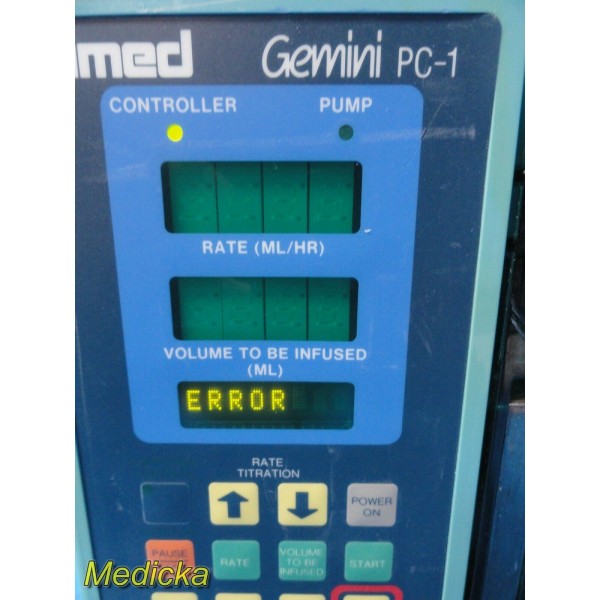 med Gemini PC-1
CONTROLLER PUMP
RATE (ML/HR)
VOLUME TO BE INFUSED
(ML)
ERROR
RATE
TITRATION
POWER
ON
PAUSE
RATE
VOLUME
TO BE
INFUSED
START
Medicka